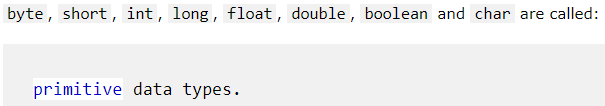 byte, short, int, long, float, double, boolean and char are called:
primitive data types.